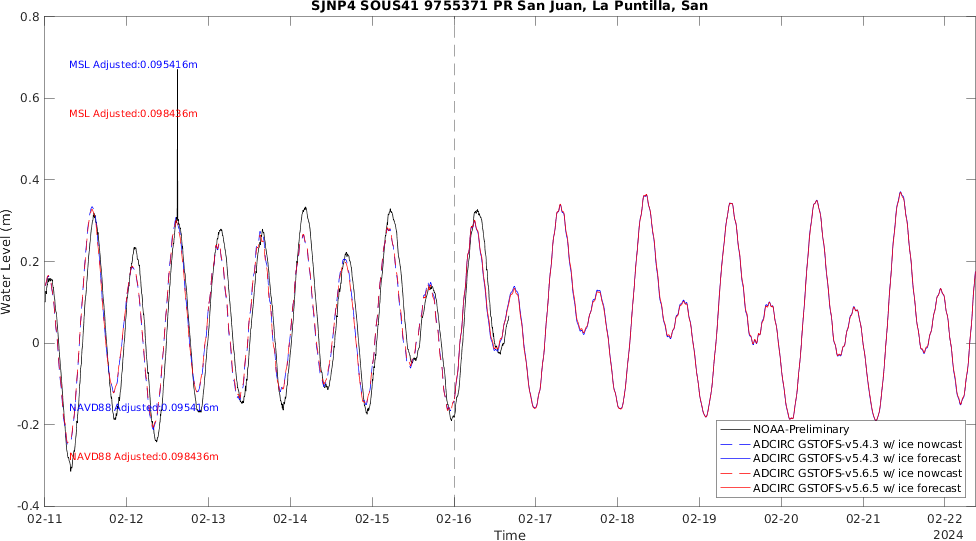 SJNP4 SOUS41 9755371 PR San Juan, La Puntilla, San
0.8
0.6
0.4
0.2
0
-0.2
-0.4
Water Level (m)
MSL Adjusted:0.095416m
MSL Adjusted:0.098436m
NAVD88 Adjusted:0.095416m
NAVD88 Adjusted:0.098436m
NOAA-Preliminary
ADCIRC GSTOFS-v5.4.3 w/ ice nowcast
ADCIRC GSTOFS-v5.4.3 w/ ice forecast
ADCIRC GSTOFS-v5.6.5 w/ ice nowcast
ADCIRC GSTOFS-v5.6.5 w/ ice forecast
02-11 02-12 02-13 02-14 02-15 02-16 02-17 02-18 02-19 02-20 02-21 02-22
Time
2024